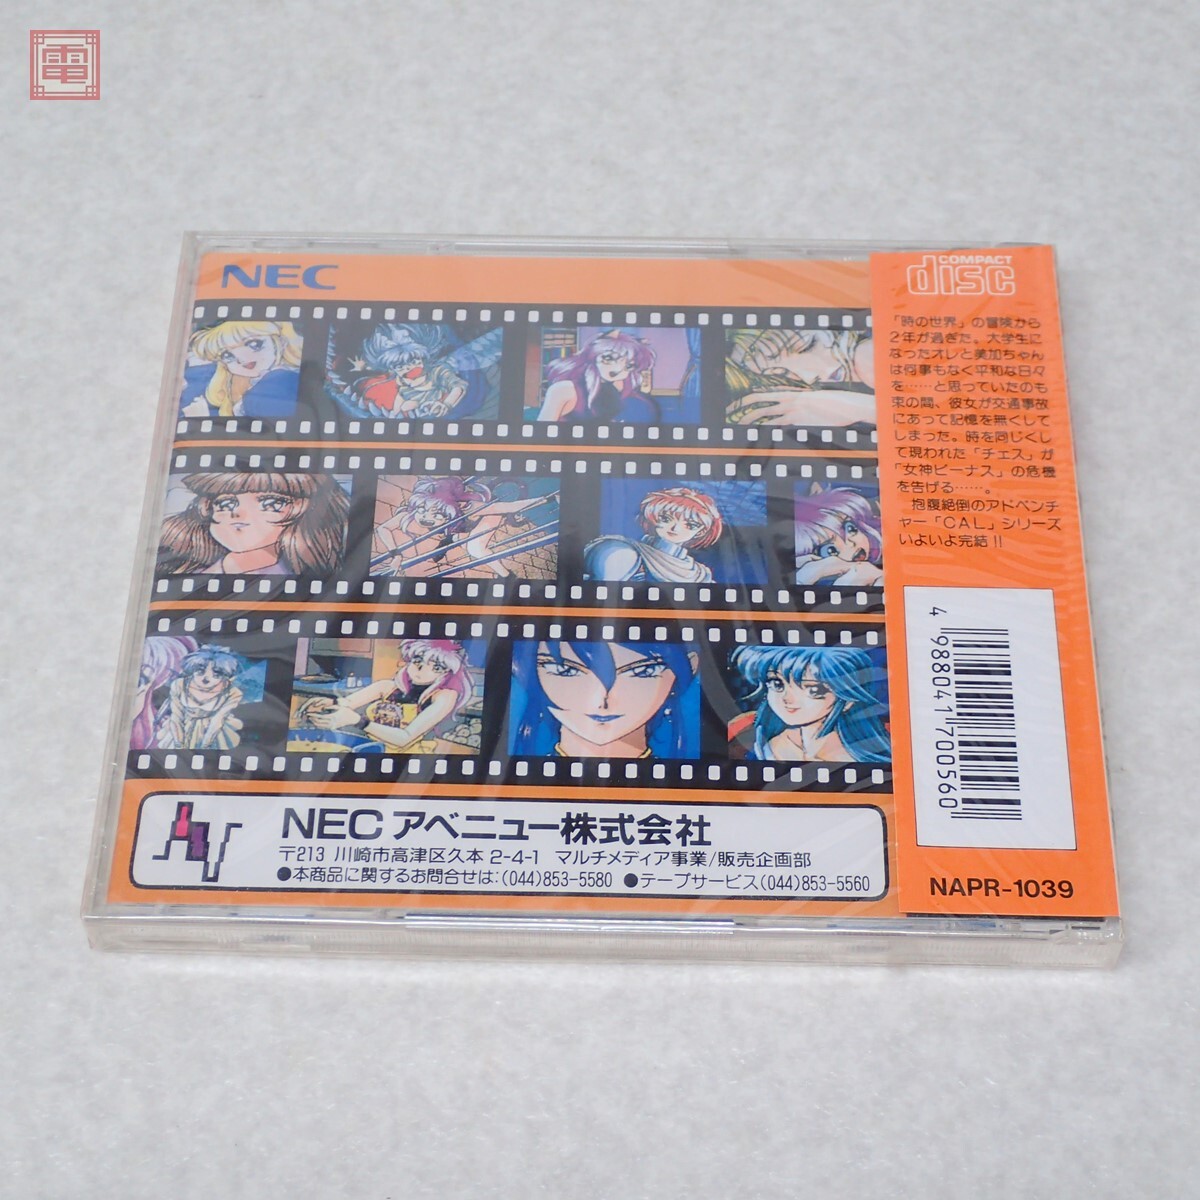 電
NEC
COMPACT
disc
「時の世界」の冒険から
2年が過ぎた。大学生に
なったオレと美加ちゃん
は何事もなく平和な日々
を……と思っていたのも
束の間、彼女が交通事故
にあって記憶を無くして
しまった。時を同じくし
て現われた「チェス」が
「女神ビーナス」の危機
を告げる……。
抱腹絶倒のアドベンチ
ャー「CAL」シリーズ
いよいよ完結!!
4988041700560
NAPR-1039
NECアベニュー株式会社
〒213 川崎市高津区久本2-4-1 マルチメディア事業/販売企画部
●本商品に関するお問合せは:(044)853-5580 ●テープサービス(044)853-5560